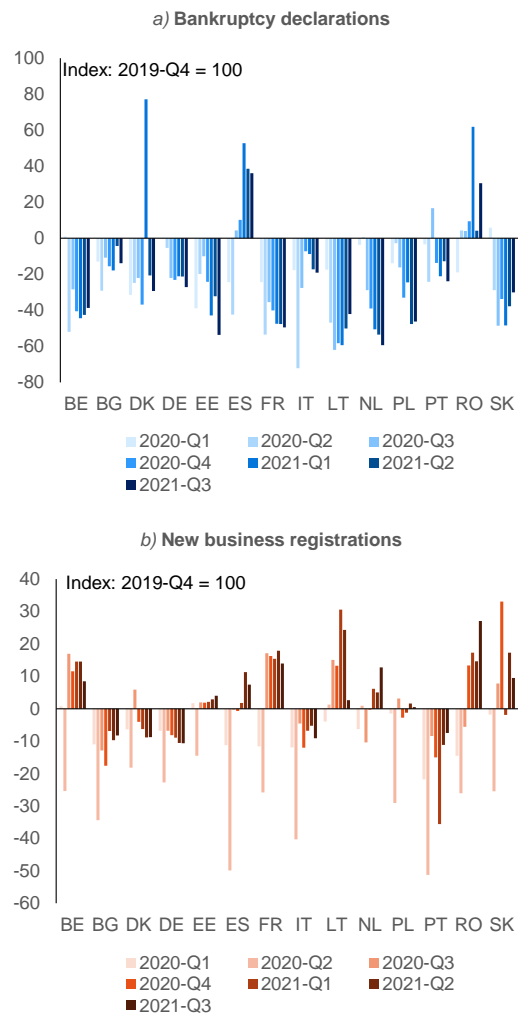 a) Bankruptcy declarations
Index: 2019-Q4 = 100
100
80
60
40
20
0
-20
-40
-60
-80
BE BG DK DE EE ES FR IT LT NL PL PT RO SK
2020-Q1 2020-Q2 2020-Q3
2020-Q4 2021-Q1 2021-Q2
2021-Q3
b) New business registrations
Index: 2019-Q4 = 100
40
30
20
10
0
-10
-20
-30
-40
-50
-60
BE BG DK DE EE ES FR IT LT NL PL PT RO SK
2020-Q1 2020-Q2 2020-Q3
2020-Q4 2021-Q1 2021-Q2
2021-Q3